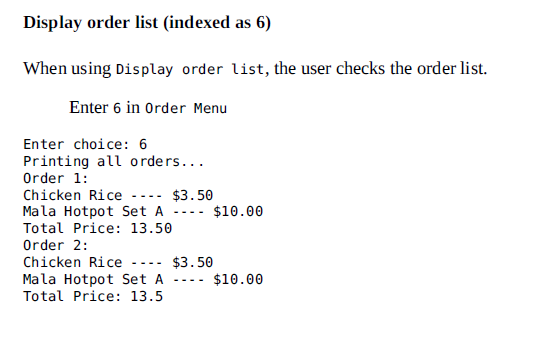 Display order list (indexed as 6)
When using Display order list, the user checks the order list.
Enter 6 in Order Menu
Enter choice: 6
Printing all orders...
Order 1:
Chicken Rice ---- $3.50
Mala Hotpot Set A ---- $10.00
Total Price: 13.50
Order 2:
Chicken Rice ---- $3.50
Mala Hotpot Set A ---- $10.00
Total Price: 13.5